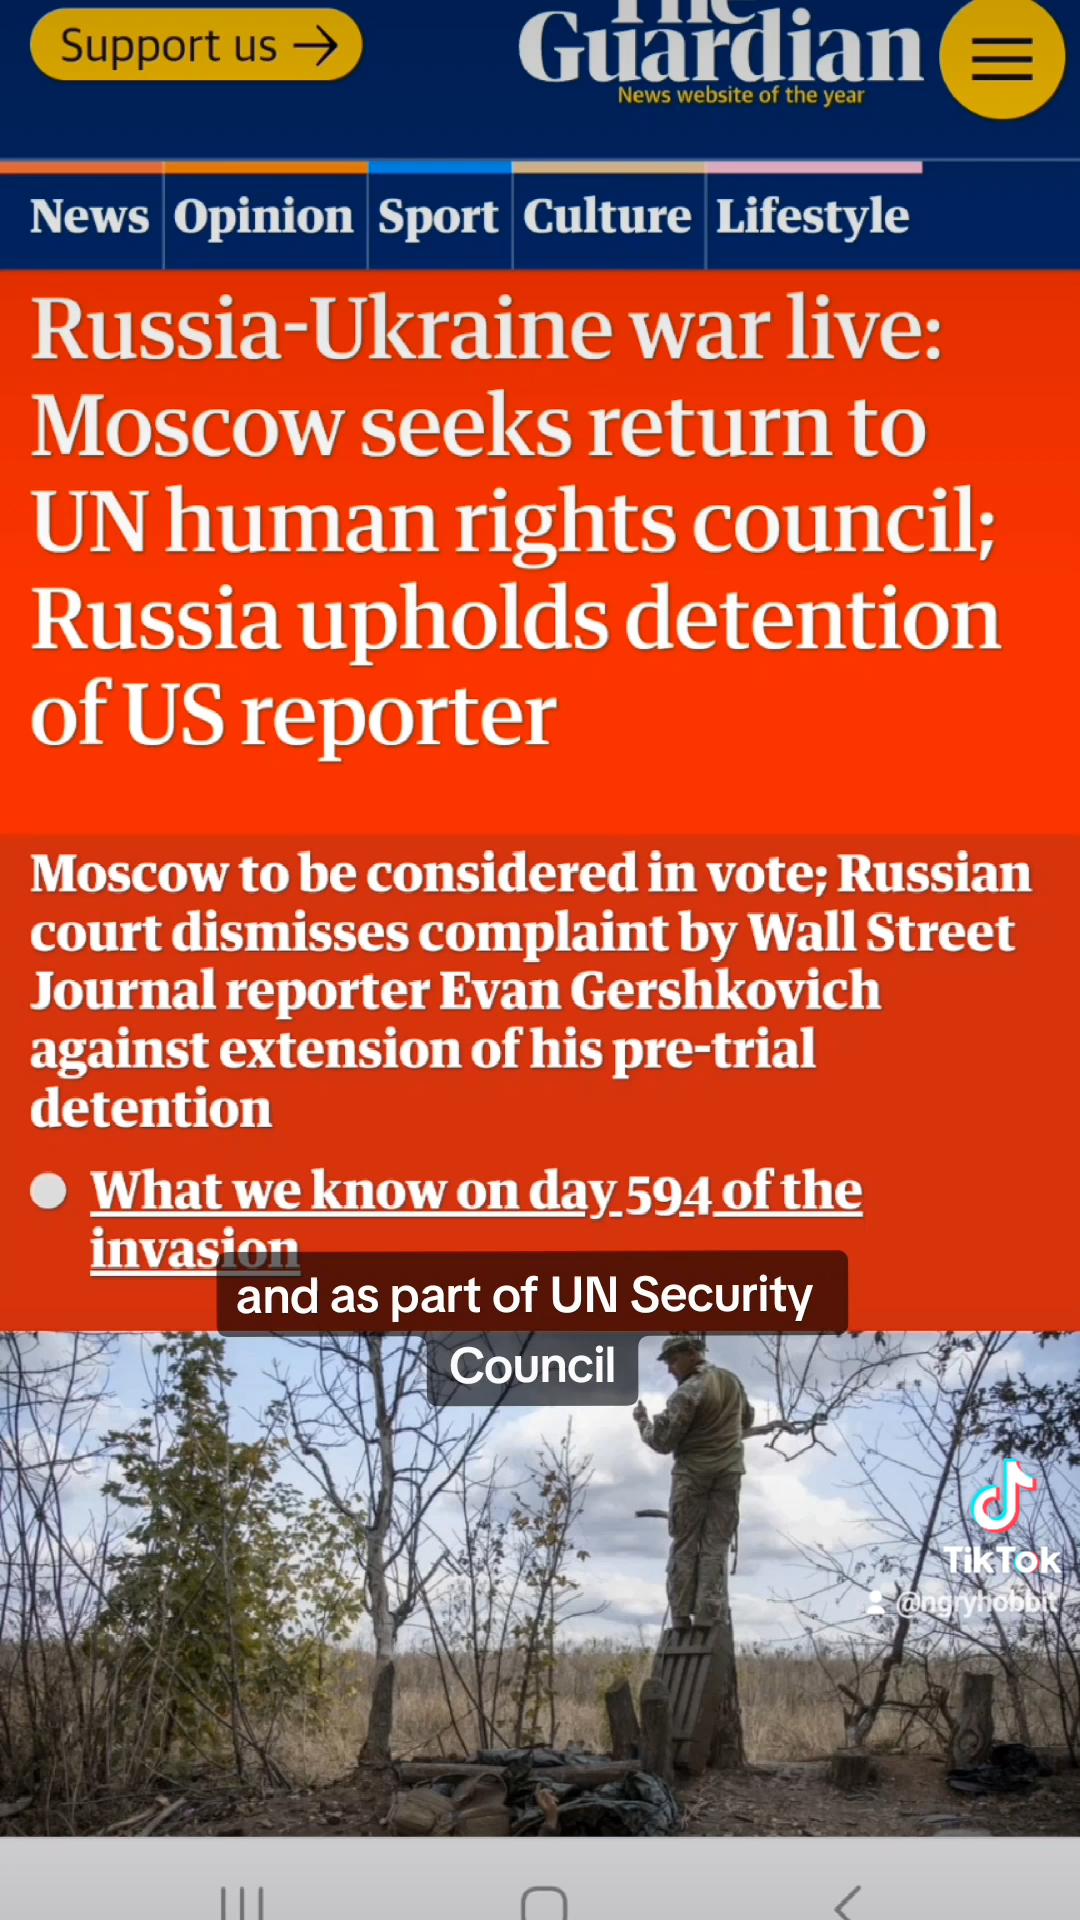 Support us →
The
Guardian
News website of the year
News Opinion Sport Culture Lifestyle
Russia-Ukraine war live:
Moscow seeks return to
UN human rights council;
Russia upholds detention
of US reporter
Moscow to be considered in vote; Russian
court dismisses complaint by Wall Street
Journal reporter Evan Gershkovich
against extension of his pre-trial
detention
What we know on day 594 of the
invasion
and as part of UN Security
Council
TikTok
@ngryhobbit